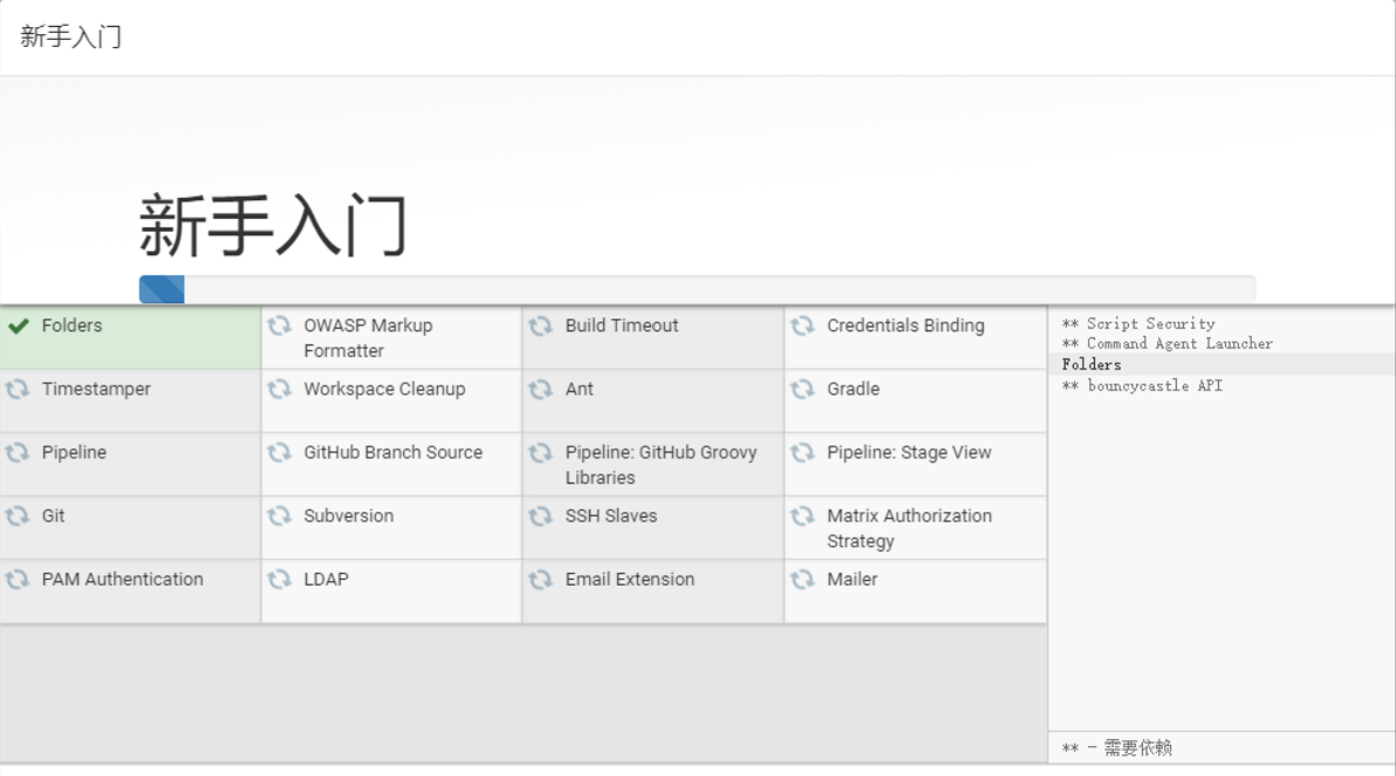 新手入门
新手入门
Folders
OWASP Markup
Formatter
Build Timeout
Credentials Binding
Timestamper
Workspace Cleanup
Ant
Gradle
Pipeline
GitHub Branch Source
Pipeline: GitHub Groovy
Libraries
Pipeline: Stage View
Git
Subversion
SSH Slaves
Matrix Authorization
Strategy
PAM Authentication
LDAP
Email Extension
Mailer
** Script Security
** Command Agent Launcher
Folders
** bouncycastle API
** - 需要依赖